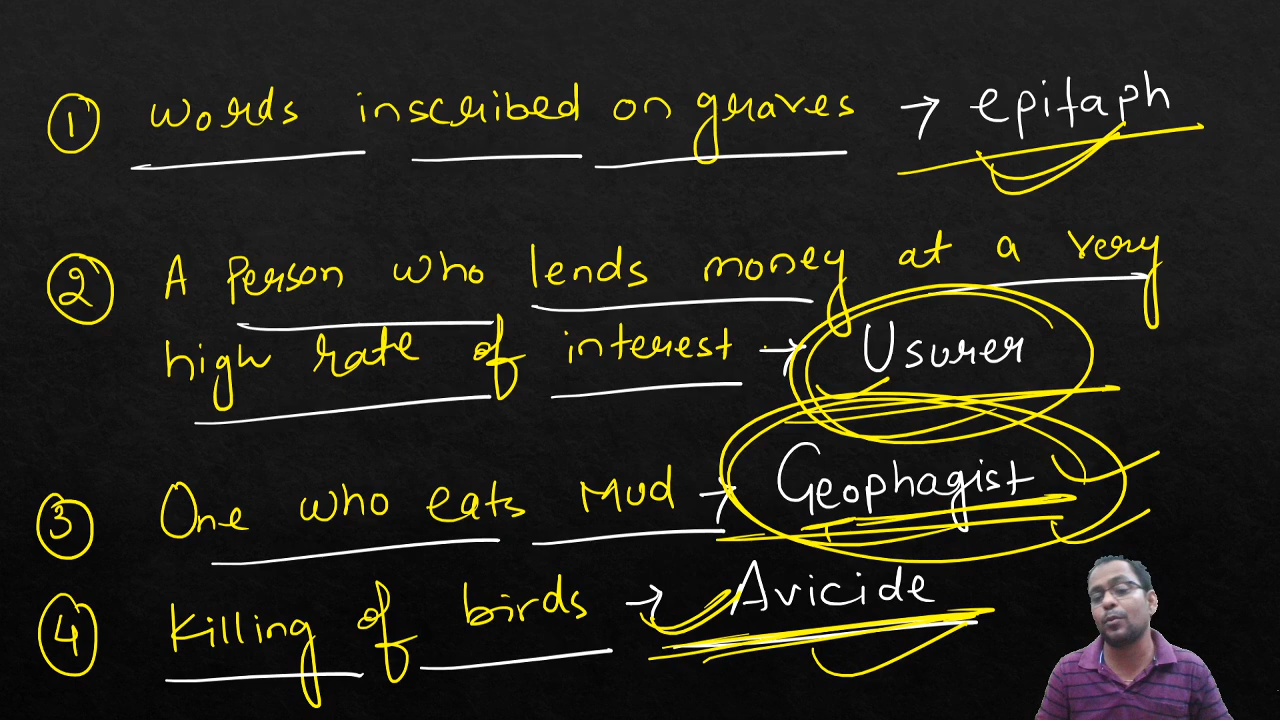 1 words inscribed on graves → epitaph
2 A Person who lends money at a very
high rate of interest → Usurer
3 One who eats Mud → Geophagist
4 Killing of birds → Avicide